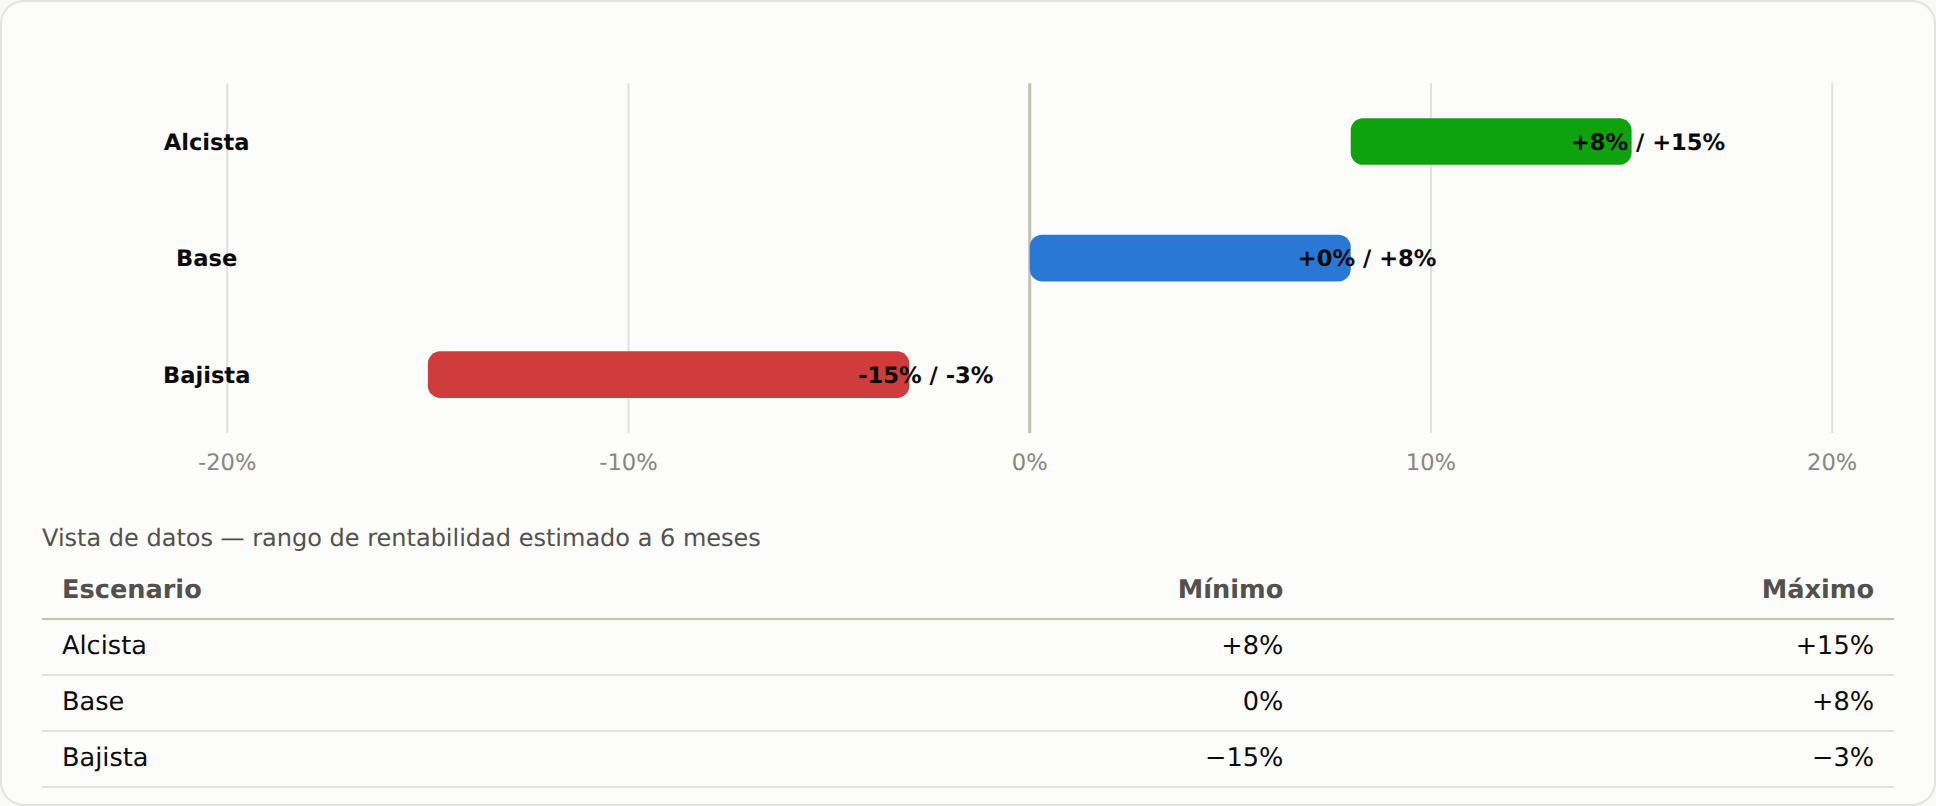 Alcista
+8% / +15%
Base
+0% / +8%
Bajista
-15% / -3%
-20%
-10%
0%
10%
20%
Vista de datos — rango de rentabilidad estimado a 6 meses
Escenario Mínimo Máximo
Alcista +8% +15%
Base 0% +8%
Bajista −15% −3%